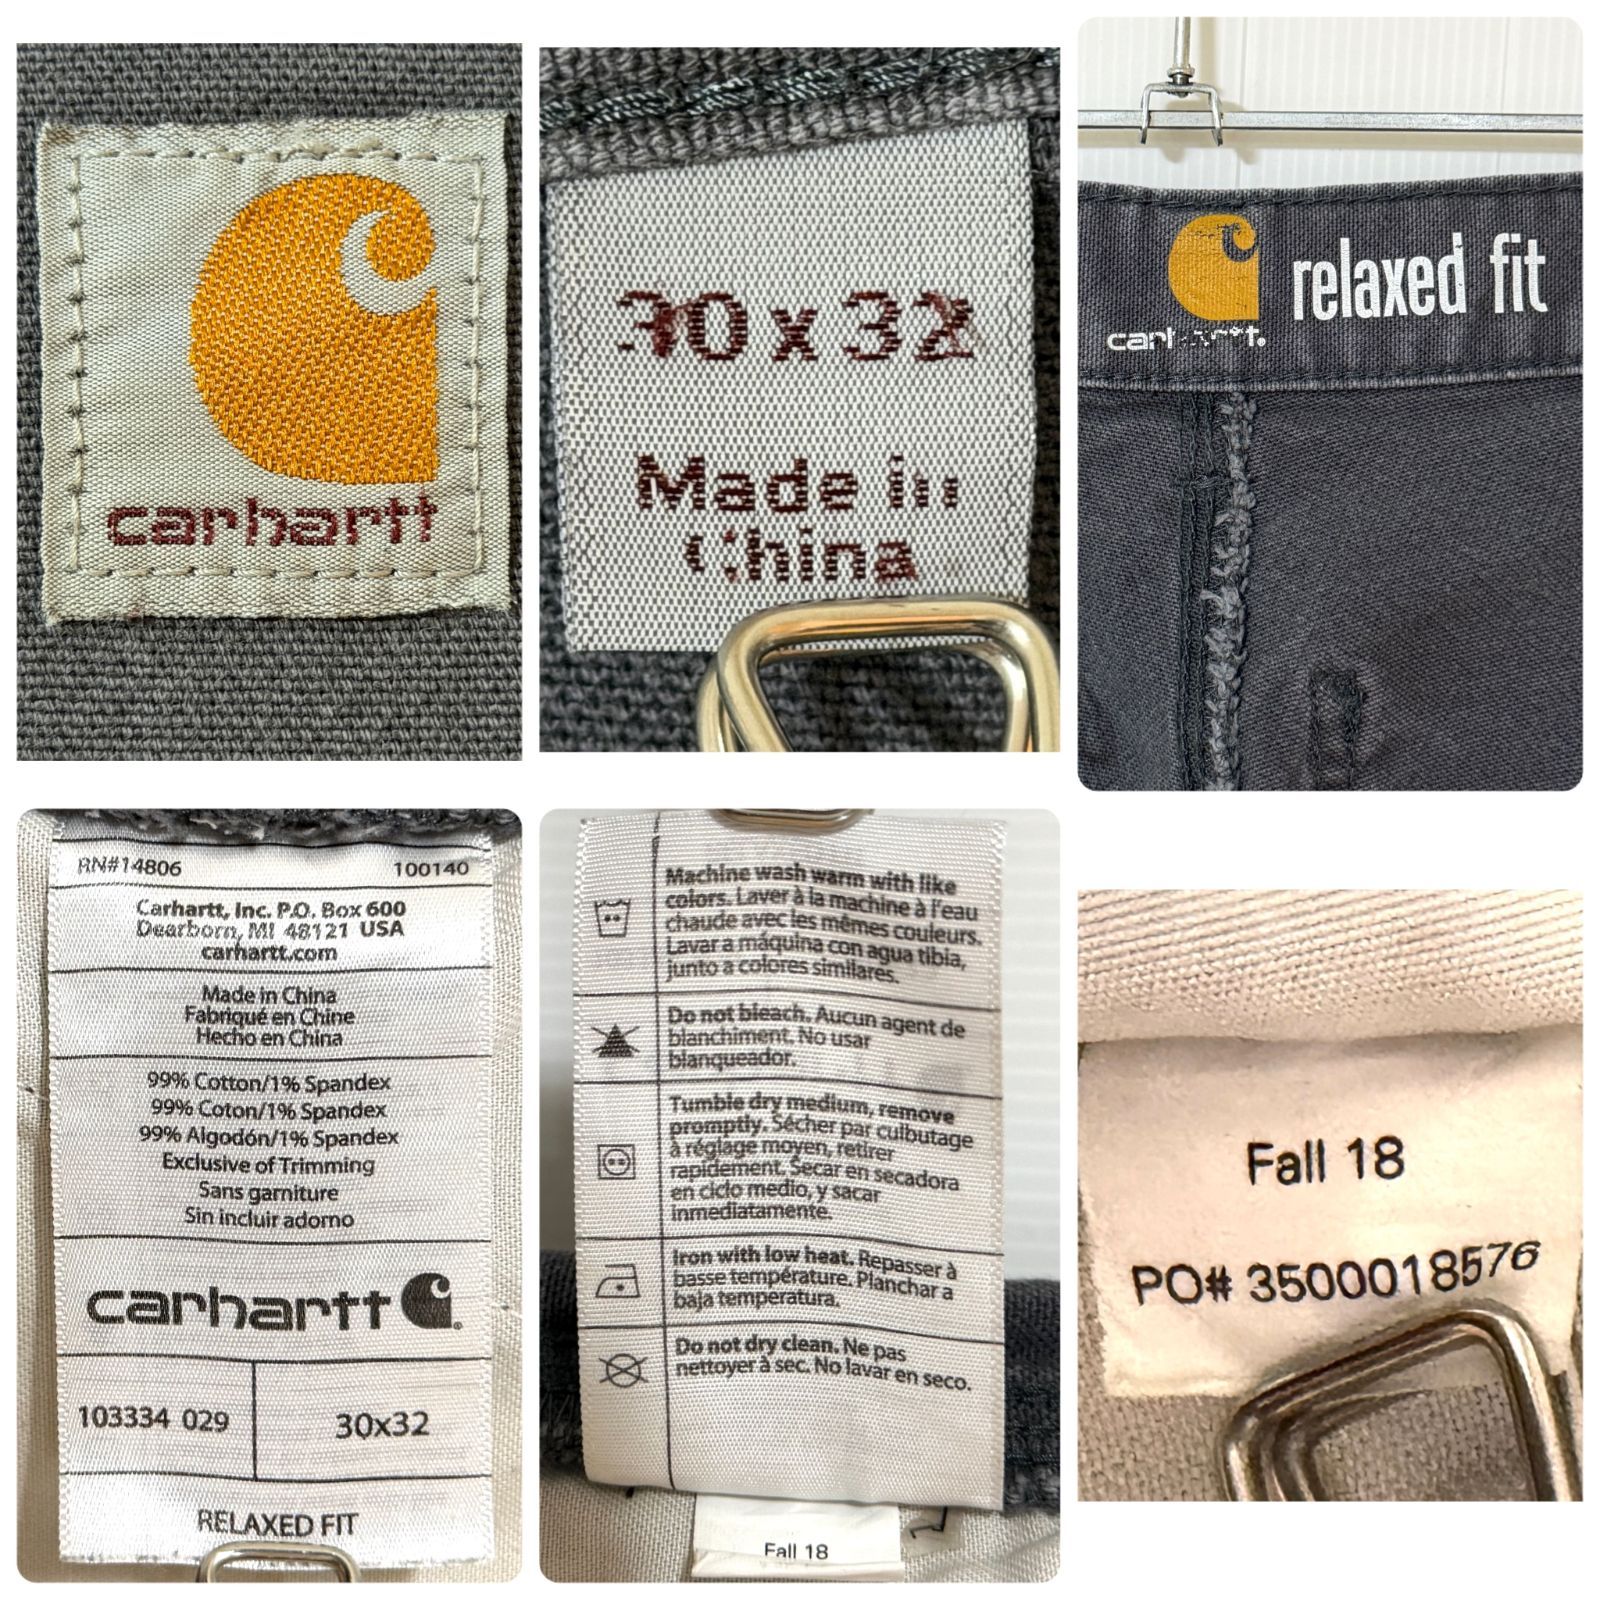 carhartt
30 x 32
Made in
China
relaxed fit
carhartt.
RN#14806 100140
Carhartt, Inc. P.O. Box 600
Dearborn, MI 48121 USA
carhartt.com
Made in China
Fabriqué en Chine
Hecho en China
99% Cotton/1% Spandex
99% Coton/1% Spandex
99% Algodón/1% Spandex
Exclusive of Trimming
Sans garniture
Sin incluir adorno
carhartt
103334 029 30x32
RELAXED FIT
Machine wash warm with like
colors. Laver à la machine à l'eau
chaude avec les mêmes couleurs.
Lavar a máquina con agua tibia,
junto a colores similares.
Do not bleach. Aucun agent de
blanchiment. No usar
blanqueador.
Tumble dry medium, remove
promptly. Sécher par culbutage
à réglage moyen, retirer
rapidement. Secar en secadora
en ciclo medio, y sacar
inmediatamente.
Iron with low heat. Repasser à
basse température. Planchar a
baja temperatura.
Do not dry clean. Ne pas
nettoyer à sec. No lavar en seco.
Fall 18
Fall 18
PO# 3500018576